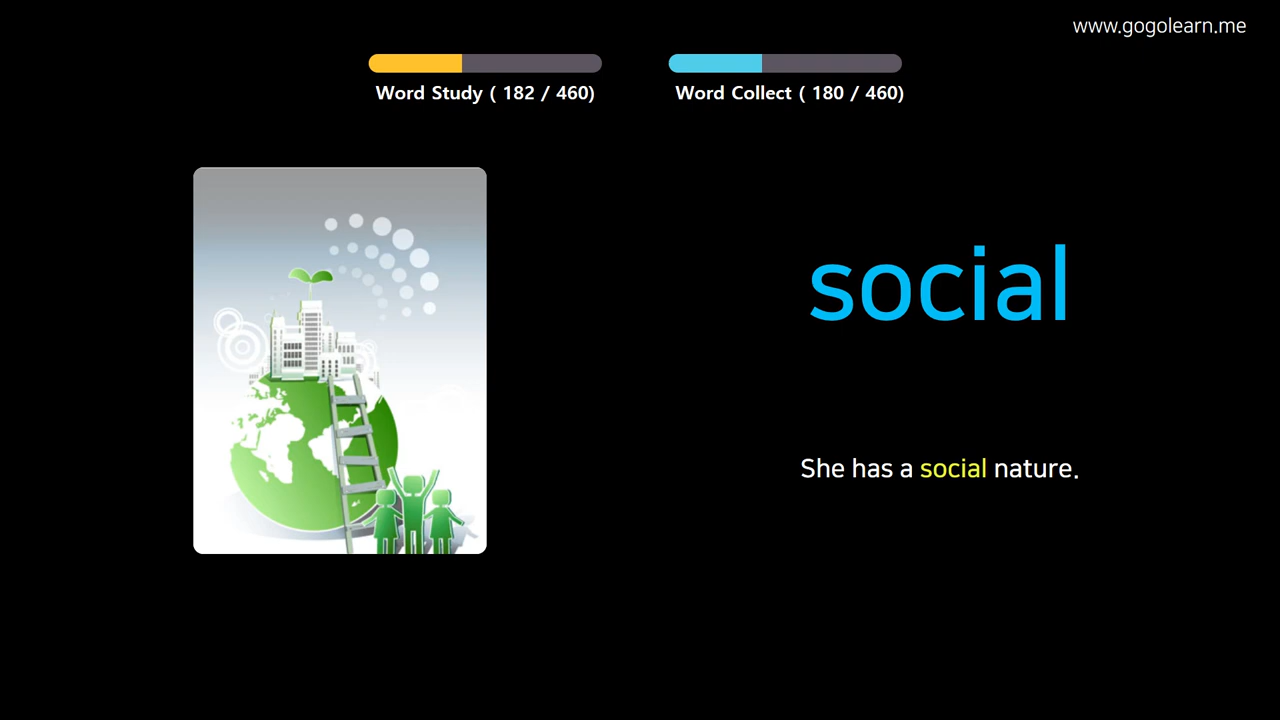 www.gogolearn.me
Word Study ( 182 / 460)
Word Collect ( 180 / 460)
social
She has a social nature.